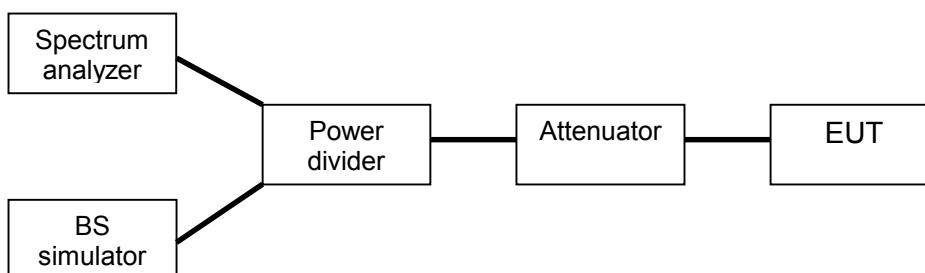 Spectrum
analyzer
Power
divider
Attenuator
EUT
BS
simulator